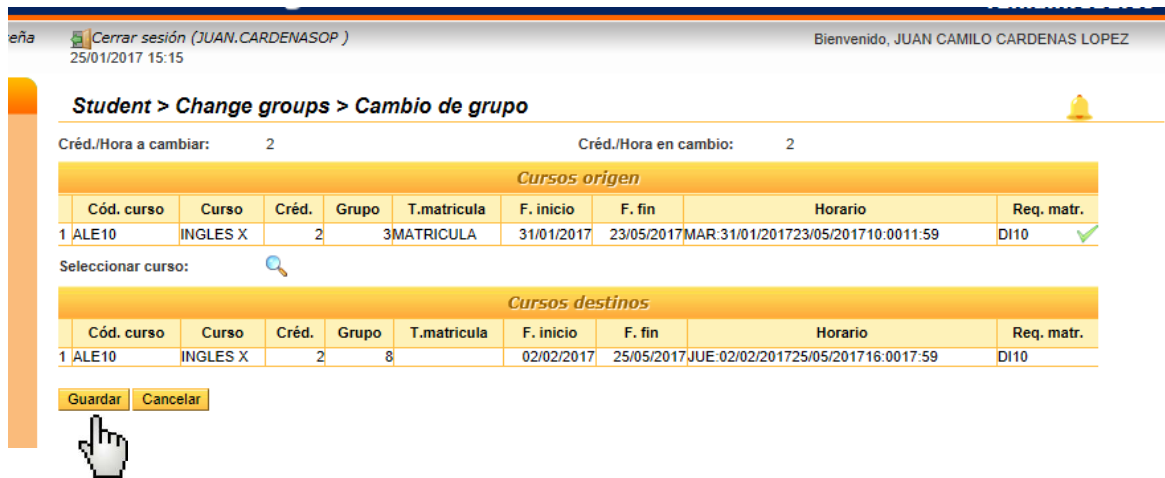 eña Cerrar sesión (JUAN.CARDENASOP ) Bienvenido, JUAN CAMILO CARDENAS LOPEZ
25/01/2017 15:15
Student > Change groups > Cambio de grupo
Créd./Hora a cambiar: 2 Créd./Hora en cambio: 2
Cursos origen
Cód. curso Curso Créd. Grupo T.matricula F. inicio F. fin Horario Req. matr.
1 ALE10 INGLES X 2 3 MATRICULA 31/01/2017 23/05/2017 MAR:31/01/201723/05/201710:0011:59 DI10
Seleccionar curso:
Cursos destinos
Cód. curso Curso Créd. Grupo T.matricula F. inicio F. fin Horario Req. matr.
1 ALE10 INGLES X 2 8 02/02/2017 25/05/2017 JUE:02/02/201725/05/201716:0017:59 DI10
Guardar Cancelar